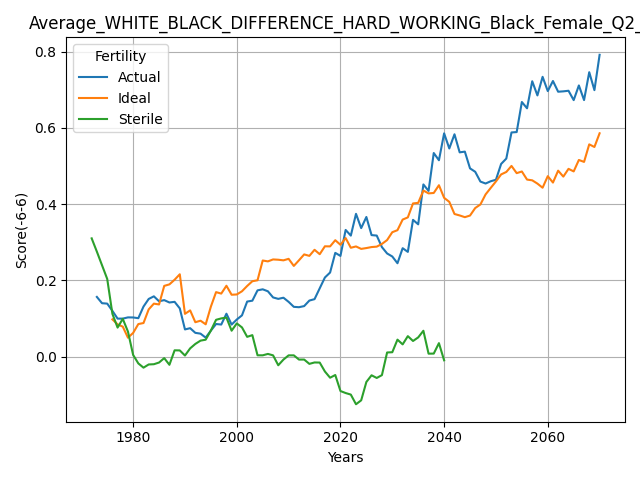 Average_WHITE_BLACK_DIFFERENCE_HARD_WORKING_Black_Female_Q2_
Fertility
Actual
Ideal
Sterile
0.8
0.6
0.4
0.2
0.0
Score(-6-6)
1980 2000 2020 2040 2060
Years